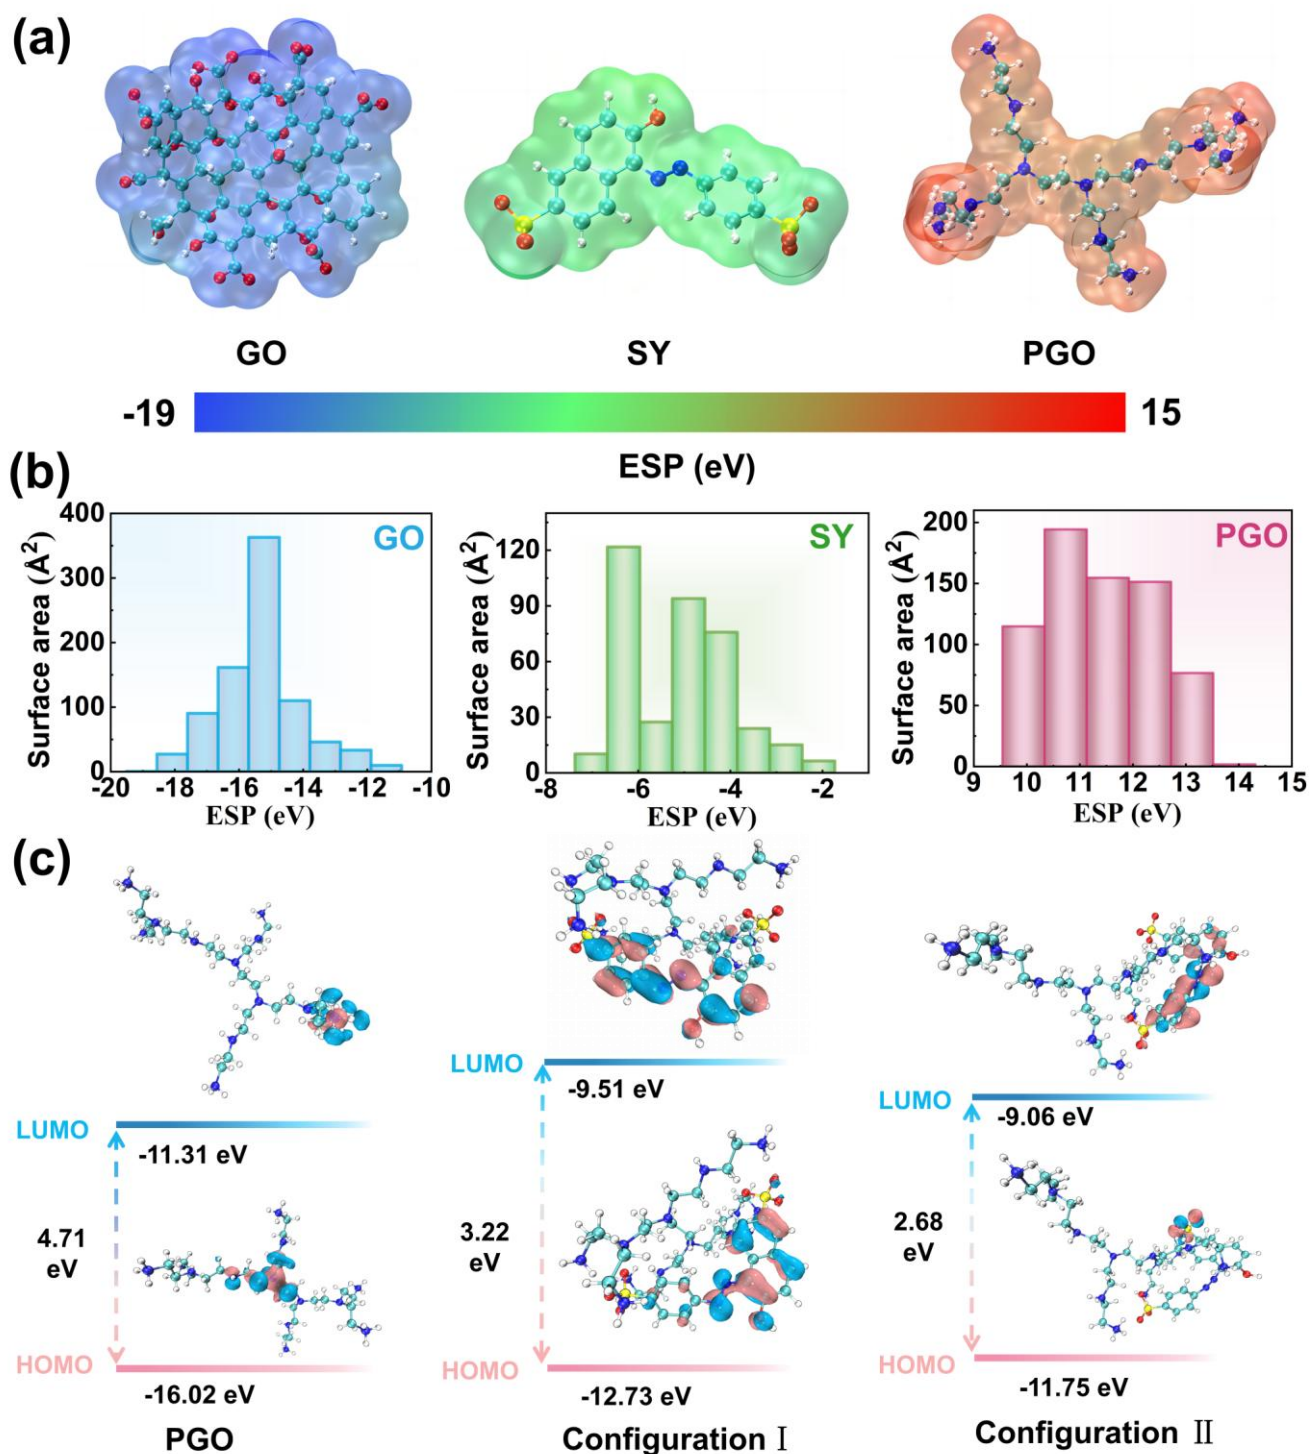 (a)
GO SY PGO
-19 15
ESP (eV)
(b)
GO
Surface area (Å²)
400
300
200
100
0
-20 -18 -16 -14 -12 -10
ESP (eV)
SY
Surface area (Å²)
120
90
60
30
0
-8 -6 -4 -2
ESP (eV)
PGO
Surface area (Å²)
200
150
100
50
0
9 10 11 12 13 14 15
ESP (eV)
(c)
LUMO
-11.31 eV
4.71
eV
HOMO
-16.02 eV
PGO
LUMO
-9.51 eV
3.22
eV
HOMO
-12.73 eV
Configuration Ⅰ
LUMO
-9.06 eV
2.68
eV
HOMO
-11.75 eV
Configuration Ⅱ